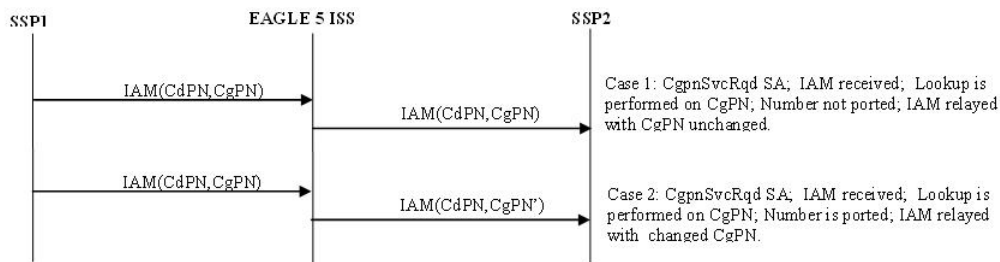 SSP1 EAGLE 5 ISS SSP2
IAM(CdPN,CgPN)
Case 1: CgpnSvcRqd SA; IAM received; Lookup is
performed on CgPN; Number not ported; IAM relayed
with CgPN unchanged.
IAM(CdPN,CgPN)
IAM(CdPN,CgPN)
Case 2: CgpnSvcRqd SA; IAM received; Lookup is
performed on CgPN; Number is ported; IAM relayed
with changed CgPN.
IAM(CdPN,CgPN’)